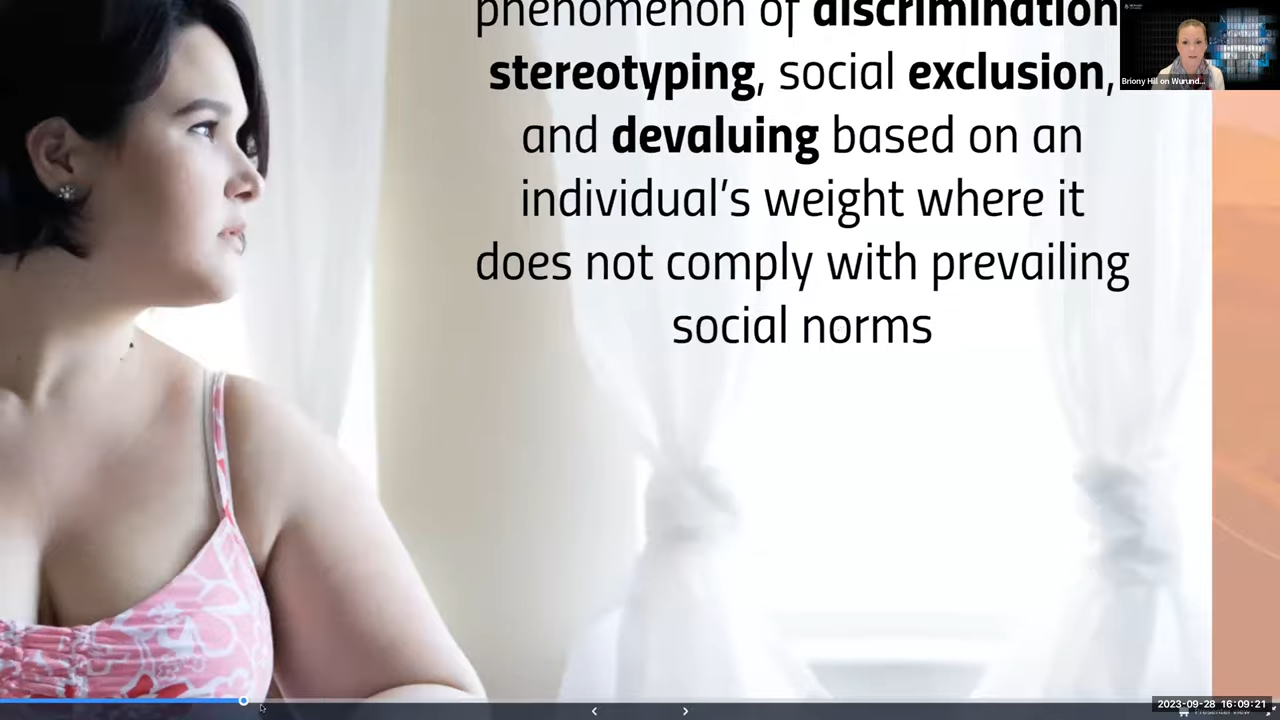 phenomenon of discrimination
stereotyping, social exclusion,
and devaluing based on an
individual's weight where it
does not comply with prevailing
social norms
Briony Hill on Wurund...
2023-09-28 16:09:21